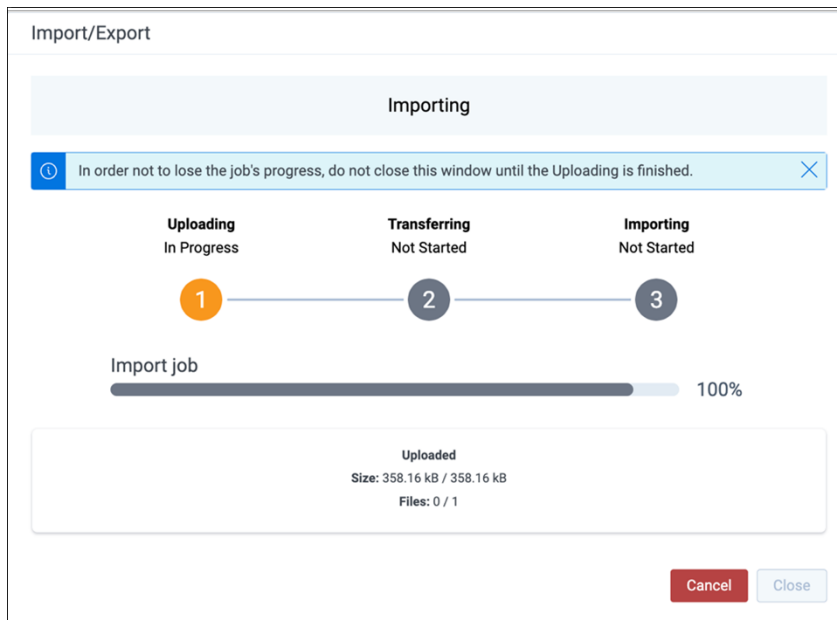 Import/Export
Importing
In order not to lose the job's progress, do not close this window until the Uploading is finished.
Uploading Transferring Importing
In Progress Not Started Not Started
1 2 3
Import job
100%
Uploaded
Size: 358.16 kB / 358.16 kB
Files: 0 / 1
Cancel Close